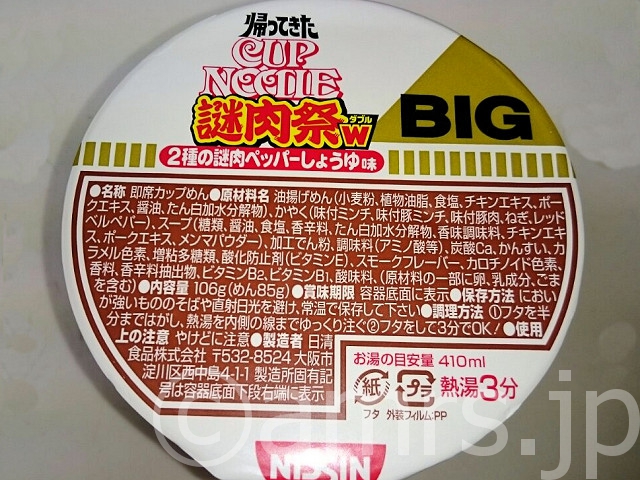 帰ってきた
CUP
NOODLE
BIG
謎肉祭W
ダブル
2種の謎肉ペッパーしょうゆ味
●名称 即席カップめん●原材料名 油揚げめん(小麦粉、植物油脂、食塩、チキンエキス、ポー
クエキス、醤油、たん白加水分解物)、かやく(味付ミンチ、味付豚ミンチ、味付豚肉、ねぎ、レッド
ベルペパー)、スープ(糖類、醤油、食塩、香辛料、たん白加水分解物、香味調味料、チキンエキ
ス、ポークエキス、メンマパウダー)、加工でん粉、調味料(アミノ酸等)、炭酸Ca、かんすい、カ
ラメル色素、増粘多糖類、酸化防止剤(ビタミンE)、スモークフレーバー、カロチノイド色素、
香料、香辛料抽出物、ビタミンB2、ビタミンB1、酸味料、(原材料の一部に卵、乳成分、ごま
を含む)●内容量 106g(めん85g)●賞味期限 容器底面に表示●保存方法 におい
が強いもののそばや直射日光を避け、常温で保存して下さい●調理方法 ①フタを半
分まではがし、熱湯を内側の線までゆっくり注ぐ②フタをして3分でOK!●使用
上の注意 やけどに注意●製造者 日清
食品株式会社 〒532-8524 大阪市
淀川区西中島4-1-1 製造所固有記
号は容器底面下段右端に表示
お湯の目安量 410ml
紙 プラ 熱湯3分
フタ 外装フィルム:PP
NISSIN
©amrs.jp